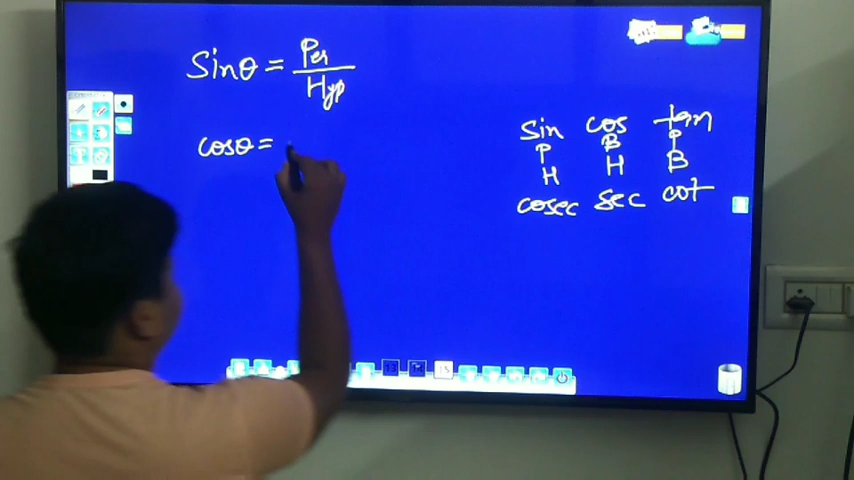 Sinθ = Per
Hyp
cosθ =
Sin cos tan
P B P
H H B
cosec sec cot